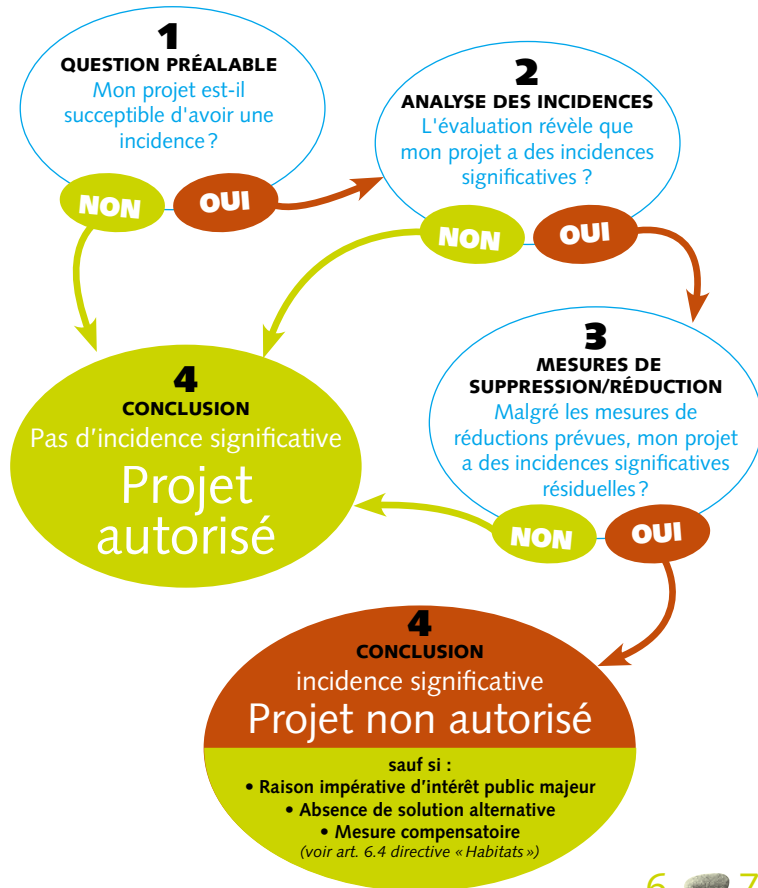 1
QUESTION PRÉALABLE
Mon projet est-il
succeptible d'avoir une
incidence ?
NON
OUI
2
ANALYSE DES INCIDENCES
L'évaluation révèle que
mon projet a des incidences
significatives ?
NON
OUI
3
MESURES DE
SUPPRESSION/RÉDUCTION
Malgré les mesures de
réductions prévues, mon projet
a des incidences significatives
résiduelles ?
NON
OUI
4
CONCLUSION
Pas d'incidence significative
Projet
autorisé
4
CONCLUSION
incidence significative
Projet non autorisé
sauf si :
• Raison impérative d'intérêt public majeur
• Absence de solution alternative
• Mesure compensatoire
(voir art. 6.4 directive « Habitats »)
6 7